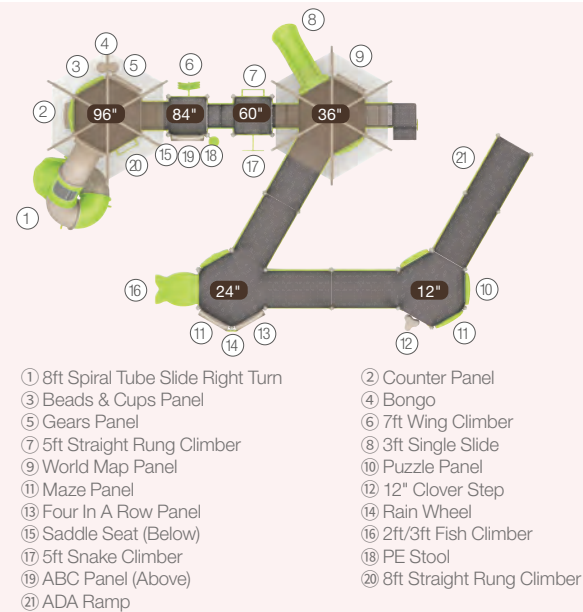 8
4
3
5
6
7
9
2
96"
84"
60"
36"
20
15
19
18
17
21
1
16
24"
12"
10
11
14
13
12
11
① 8ft Spiral Tube Slide Right Turn
② Counter Panel
③ Beads & Cups Panel
④ Bongo
⑤ Gears Panel
⑥ 7ft Wing Climber
⑦ 5ft Straight Rung Climber
⑧ 3ft Single Slide
⑨ World Map Panel
⑩ Puzzle Panel
⑪ Maze Panel
⑫ 12" Clover Step
⑬ Four In A Row Panel
⑭ Rain Wheel
⑮ Saddle Seat (Below)
⑯ 2ft/3ft Fish Climber
⑰ 5ft Snake Climber
⑱ PE Stool
⑲ ABC Panel (Above)
⑳ 8ft Straight Rung Climber
㉑ ADA Ramp